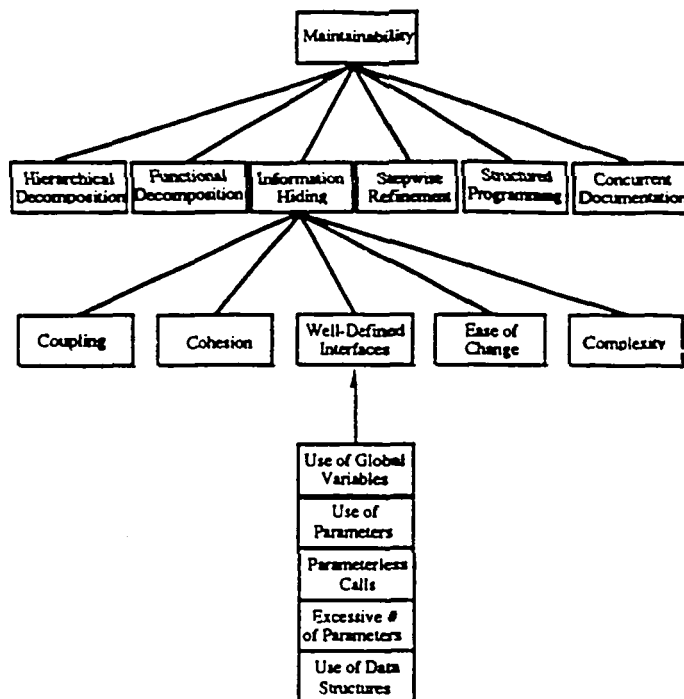 Maintainability
Hierarchical
Decomposition
Functional
Decomposition
Information
Hiding
Stepwise
Refinement
Structured
Programming
Concurrent
Documentation
Coupling
Cohesion
Well-Defined
Interfaces
Ease of
Change
Complexity
Use of Global
Variables
Use of
Parameters
Parameterless
Calls
Excessive #
of Parameters
Use of Data
Structures